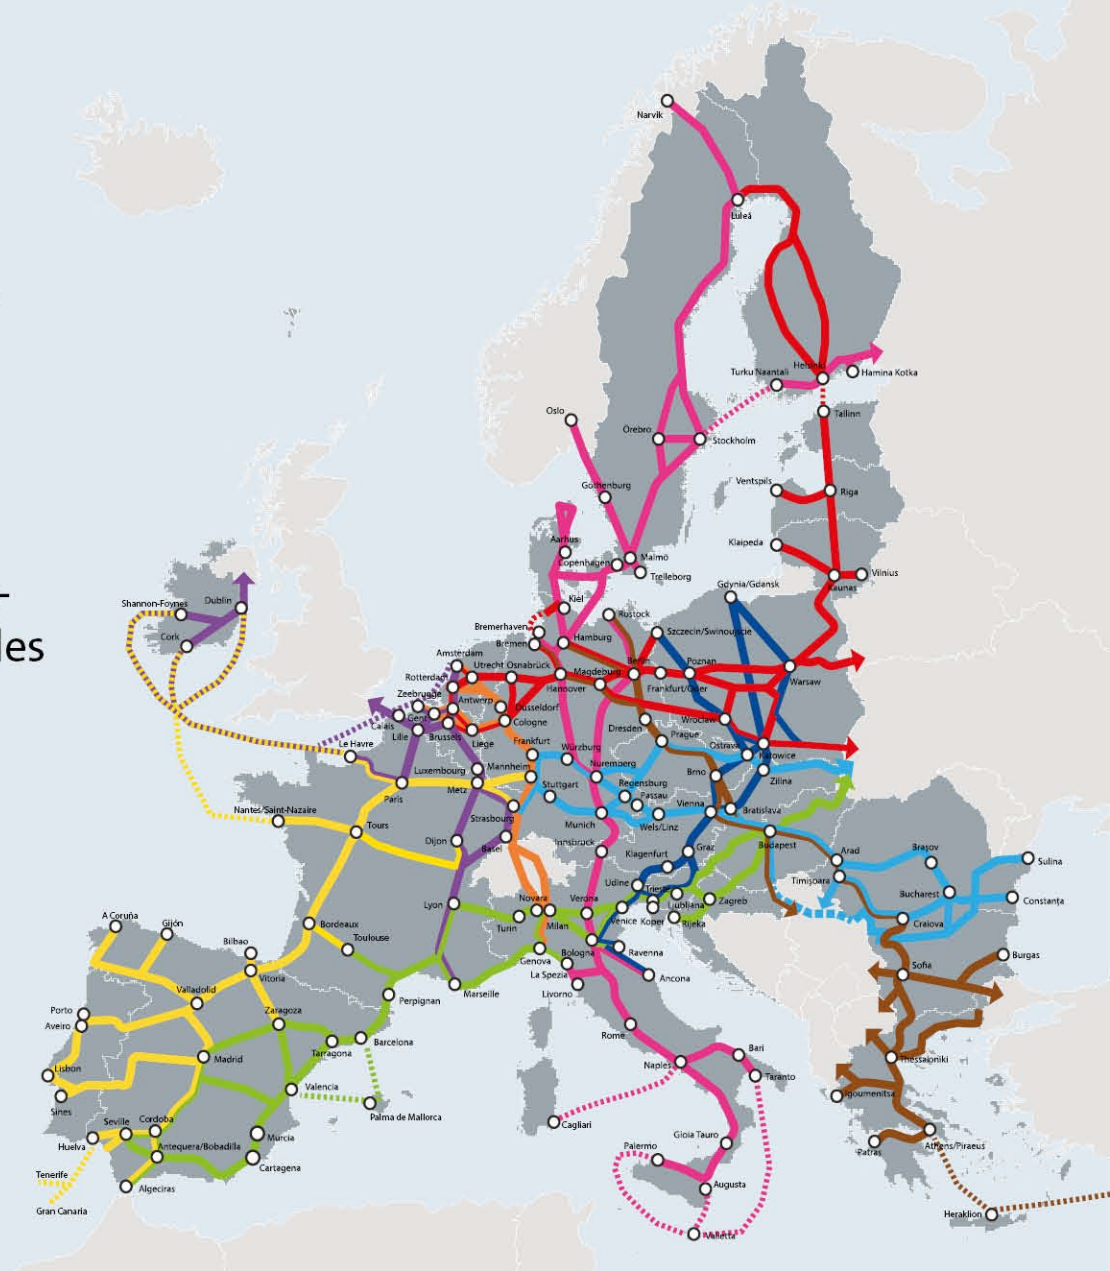 les
Narvik
Luleå
Helsinki
Turku Naantali
Hamina Kotka
Tallinn
Oslo
Örebro
Stockholm
Ventspils
Riga
Gothenburg
Klaipeda
Aarhus
Copenhagen
Malmö
Trelleborg
Vilnius
Kaunas
Gdynia/Gdansk
Shannon-Foynes
Dublin
Cork
Kiel
Rostock
Bremerhaven
Bremen
Hamburg
Szczecin/Swinoujscie
Amsterdam
Utrecht
Osnabrück
Berlin
Poznan
Rotterdam
Hannover
Magdeburg
Frankfurt/Oder
Warsaw
Zeebrugge
Antwerp
Düsseldorf
Calais
Gent
Cologne
Wroclaw
Lille
Brussels
Liege
Dresden
Prague
Ostrava
Katowice
Le Havre
Frankfurt
Würzburg
Luxembourg
Mannheim
Nuremberg
Regensburg
Brno
Zilina
Paris
Metz
Stuttgart
Passau
Nantes/Saint-Nazaire
Strasbourg
Munich
Wels/Linz
Vienna
Bratislava
Tours
Dijon
Basel
Innsbruck
Klagenfurt
Graz
Budapest
Arad
Braşov
Sulina
Timişoara
Udine
Trieste
Lyon
Novara
Verona
Ljubljana
Zagreb
Bucharest
Constanţa
Turin
Milan
Venice
Koper
Rijeka
Craiova
A Coruña
Gijón
Bordeaux
Bilbao
Toulouse
Genova
Bologna
Ravenna
Burgas
Vitoria
La Spezia
Ancona
Sofia
Valladolid
Perpignan
Marseille
Livorno
Porto
Zaragoza
Aveiro
Rome
Madrid
Tarragona
Barcelona
Bari
Thessaloniki
Lisbon
Naples
Taranto
Valencia
Igoumenitsa
Sines
Palma de Mallorca
Seville
Cordoba
Cagliari
Huelva
Antequera/Bobadilla
Murcia
Gioia Tauro
Palermo
Patras
Athens/Piraeus
Cartagena
Tenerife
Algeciras
Augusta
Gran Canaria
Heraklion
Valletta